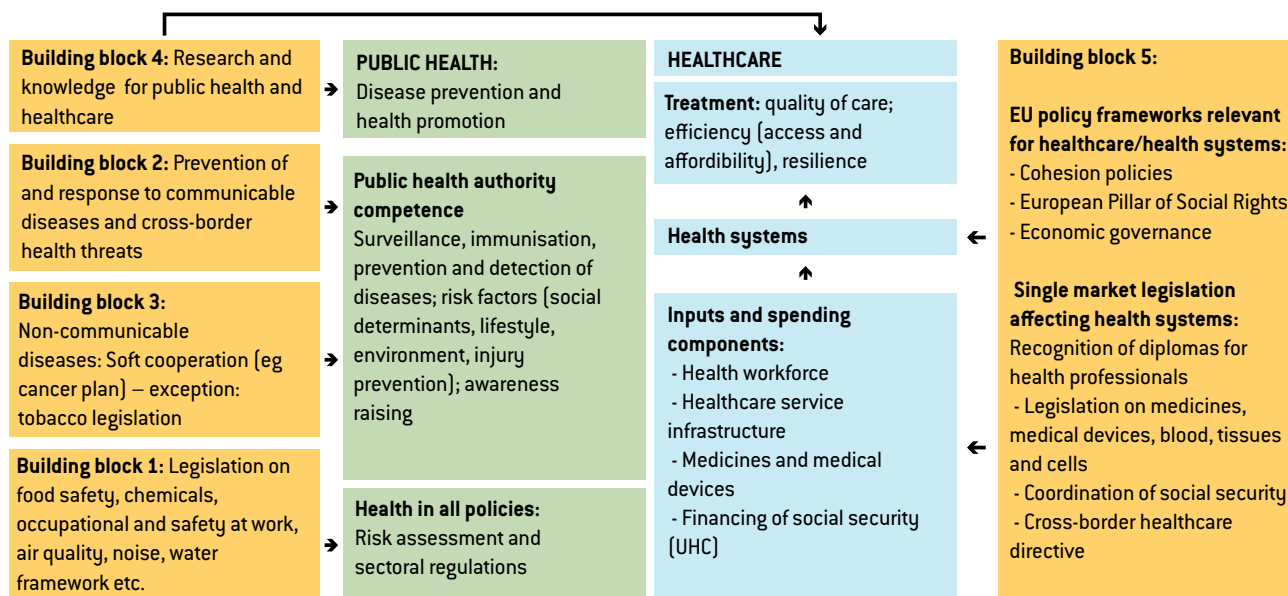 Building block 4: Research and
knowledge for public health and
healthcare
Building block 2: Prevention of
and response to communicable
diseases and cross-border
health threats
Building block 3:
Non-communicable
diseases: Soft cooperation (eg
cancer plan) – exception:
tobacco legislation
Building block 1: Legislation on
food safety, chemicals,
occupational and safety at work,
air quality, noise, water
framework etc.
PUBLIC HEALTH:
Disease prevention and
health promotion
Public health authority
competence
Surveillance, immunisation,
prevention and detection of
diseases; risk factors (social
determinants, lifestyle,
environment, injury
prevention); awareness
raising
Health in all policies:
Risk assessment and
sectoral regulations
HEALTHCARE
Treatment: quality of care;
efficiency (access and
affordibility), resilience
Health systems
Inputs and spending
components:
- Health workforce
- Healthcare service
infrastructure
- Medicines and medical
devices
- Financing of social security
(UHC)
Building block 5:
EU policy frameworks relevant
for healthcare/health systems:
- Cohesion policies
- European Pillar of Social Rights
- Economic governance
Single market legislation
affecting health systems:
Recognition of diplomas for
health professionals
- Legislation on medicines,
medical devices, blood, tissues
and cells
- Coordination of social security
- Cross-border healthcare
directive